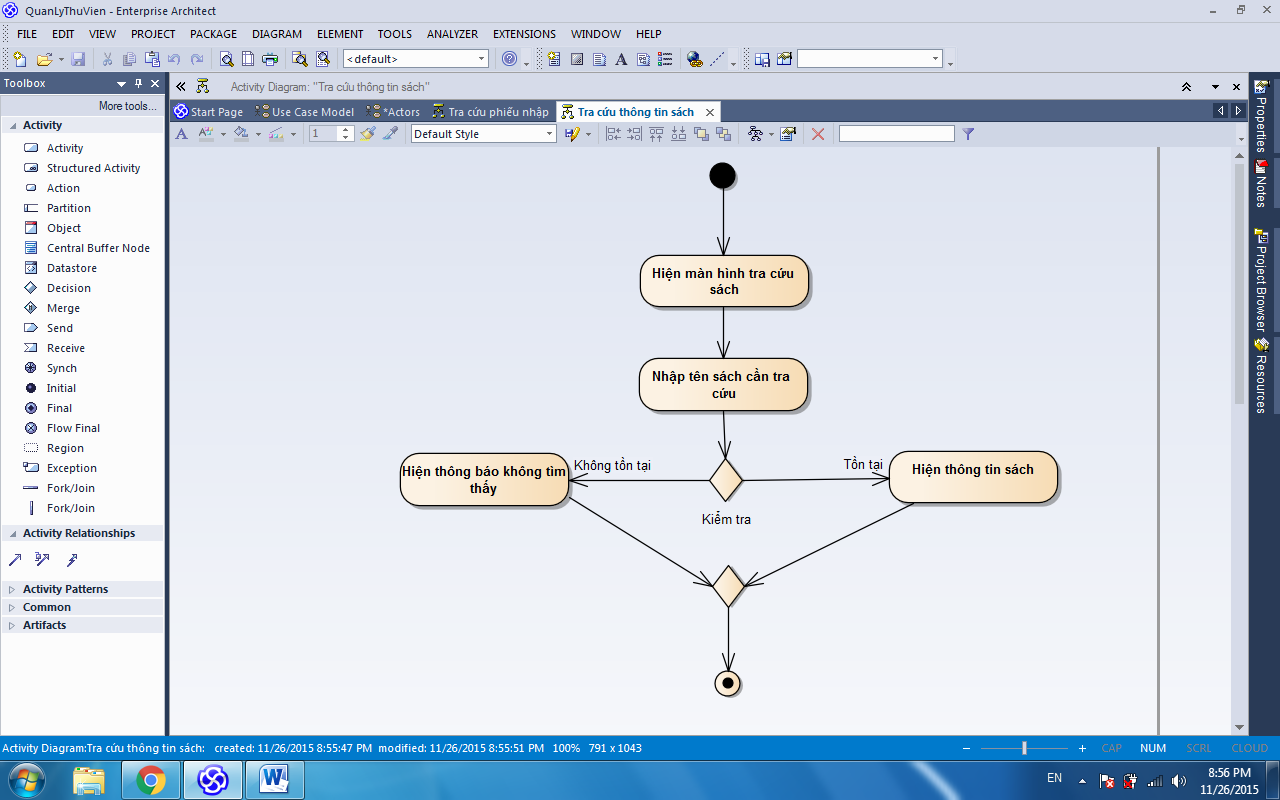 QuanLyThuVien - Enterprise Architect
FILE EDIT VIEW PROJECT PACKAGE DIAGRAM ELEMENT TOOLS ANALYZER EXTENSIONS WINDOW HELP
<default>
Toolbox
Activity Diagram: "Tra cứu thông tin sách"
More tools...
Start Page Use Case Model *Actors Tra cứu phiếu nhập Tra cứu thông tin sách
1 Default Style
Activity
Activity
Structured Activity
Action
Partition
Object
Central Buffer Node
Datastore
Decision
Merge
Send
Receive
Synch
Initial
Final
Flow Final
Region
Exception
Fork/Join
Fork/Join
Activity Relationships
Activity Patterns
Common
Artifacts
Hiện màn hình tra cứu
sách
Nhập tên sách cần tra
cứu
Không tồn tại
Tồn tại
Hiện thông báo không tìm
thấy
Hiện thông tin sách
Kiểm tra
Properties
Notes
Project Browser
Resources
Activity Diagram:Tra cứu thông tin sách: created: 11/26/2015 8:55:47 PM modified: 11/26/2015 8:55:51 PM 100% 791 x 1043
CAP NUM SCRL CLOUD
EN
8:56 PM
11/26/2015